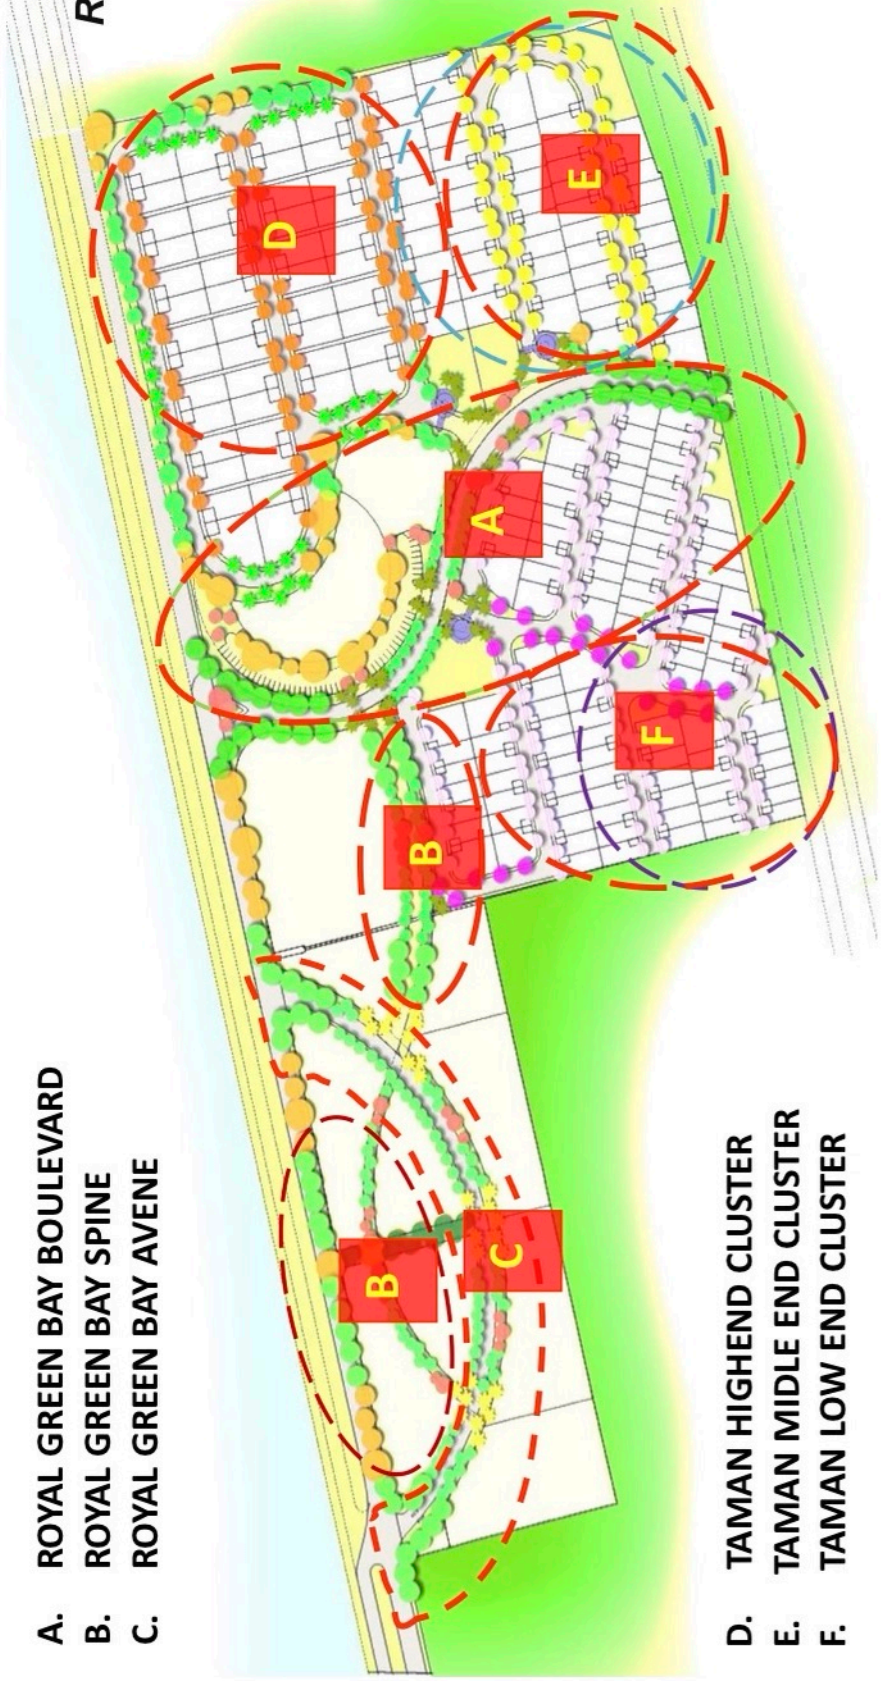 R
A. ROYAL GREEN BAY BOULEVARD
B. ROYAL GREEN BAY SPINE
C. ROYAL GREEN BAY AVENE
B
C
B
F
A
D
E
D. TAMAN HIGHEND CLUSTER
E. TAMAN MIDLE END CLUSTER
F. TAMAN LOW END CLUSTER